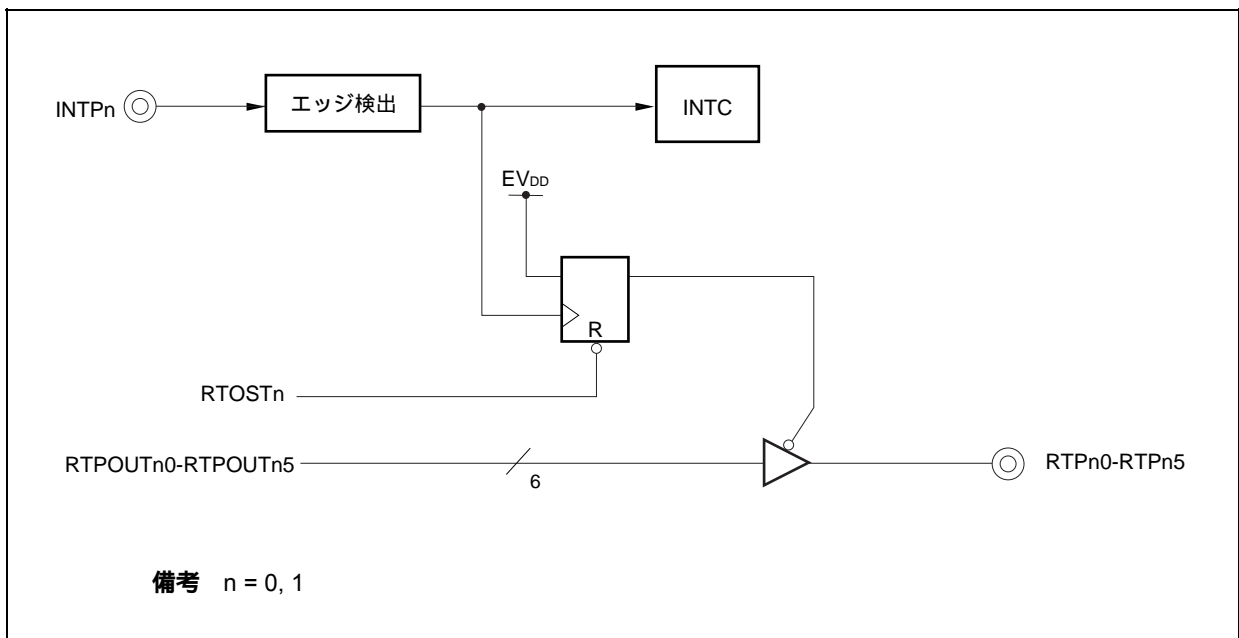 INTPn
エッジ検出
INTC
EVDD
R
RTOSTn
RTPOUTn0-RTPOUTn5
6
RTPn0-RTPn5
備考 n = 0, 1